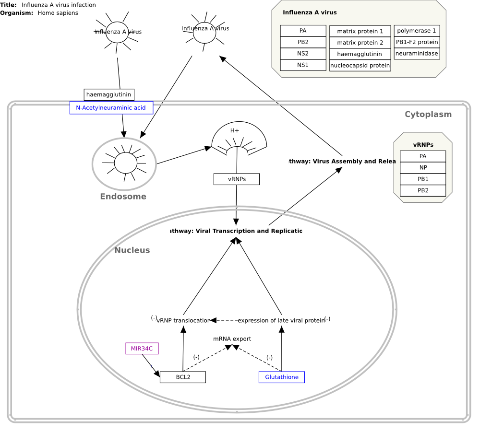 Title: Influenza A virus infection
Organism: Homo sapiens
Influenza A virus
Influenza A virus
Influenza A virus
PA
matrix protein 1
polymerase 1
PB2
matrix protein 2
PB1-F2 protein
NS2
haemagglutinin
neuraminidase
NS1
nucleocapsid protein
haemagglutinin
N-Acetylneuraminic acid
Cytoplasm
H+
vRNPs
PA
NP
PB1
PB2
thway: Virus Assembly and Relea
Endosome
vRNPs
thway: Viral Transcription and Replicatic
Nucleus
(-)
vRNP translocation
expression of late viral protein
(-)
mRNA export
MIR34C
(-)
(-)
BCL2
Glutathione